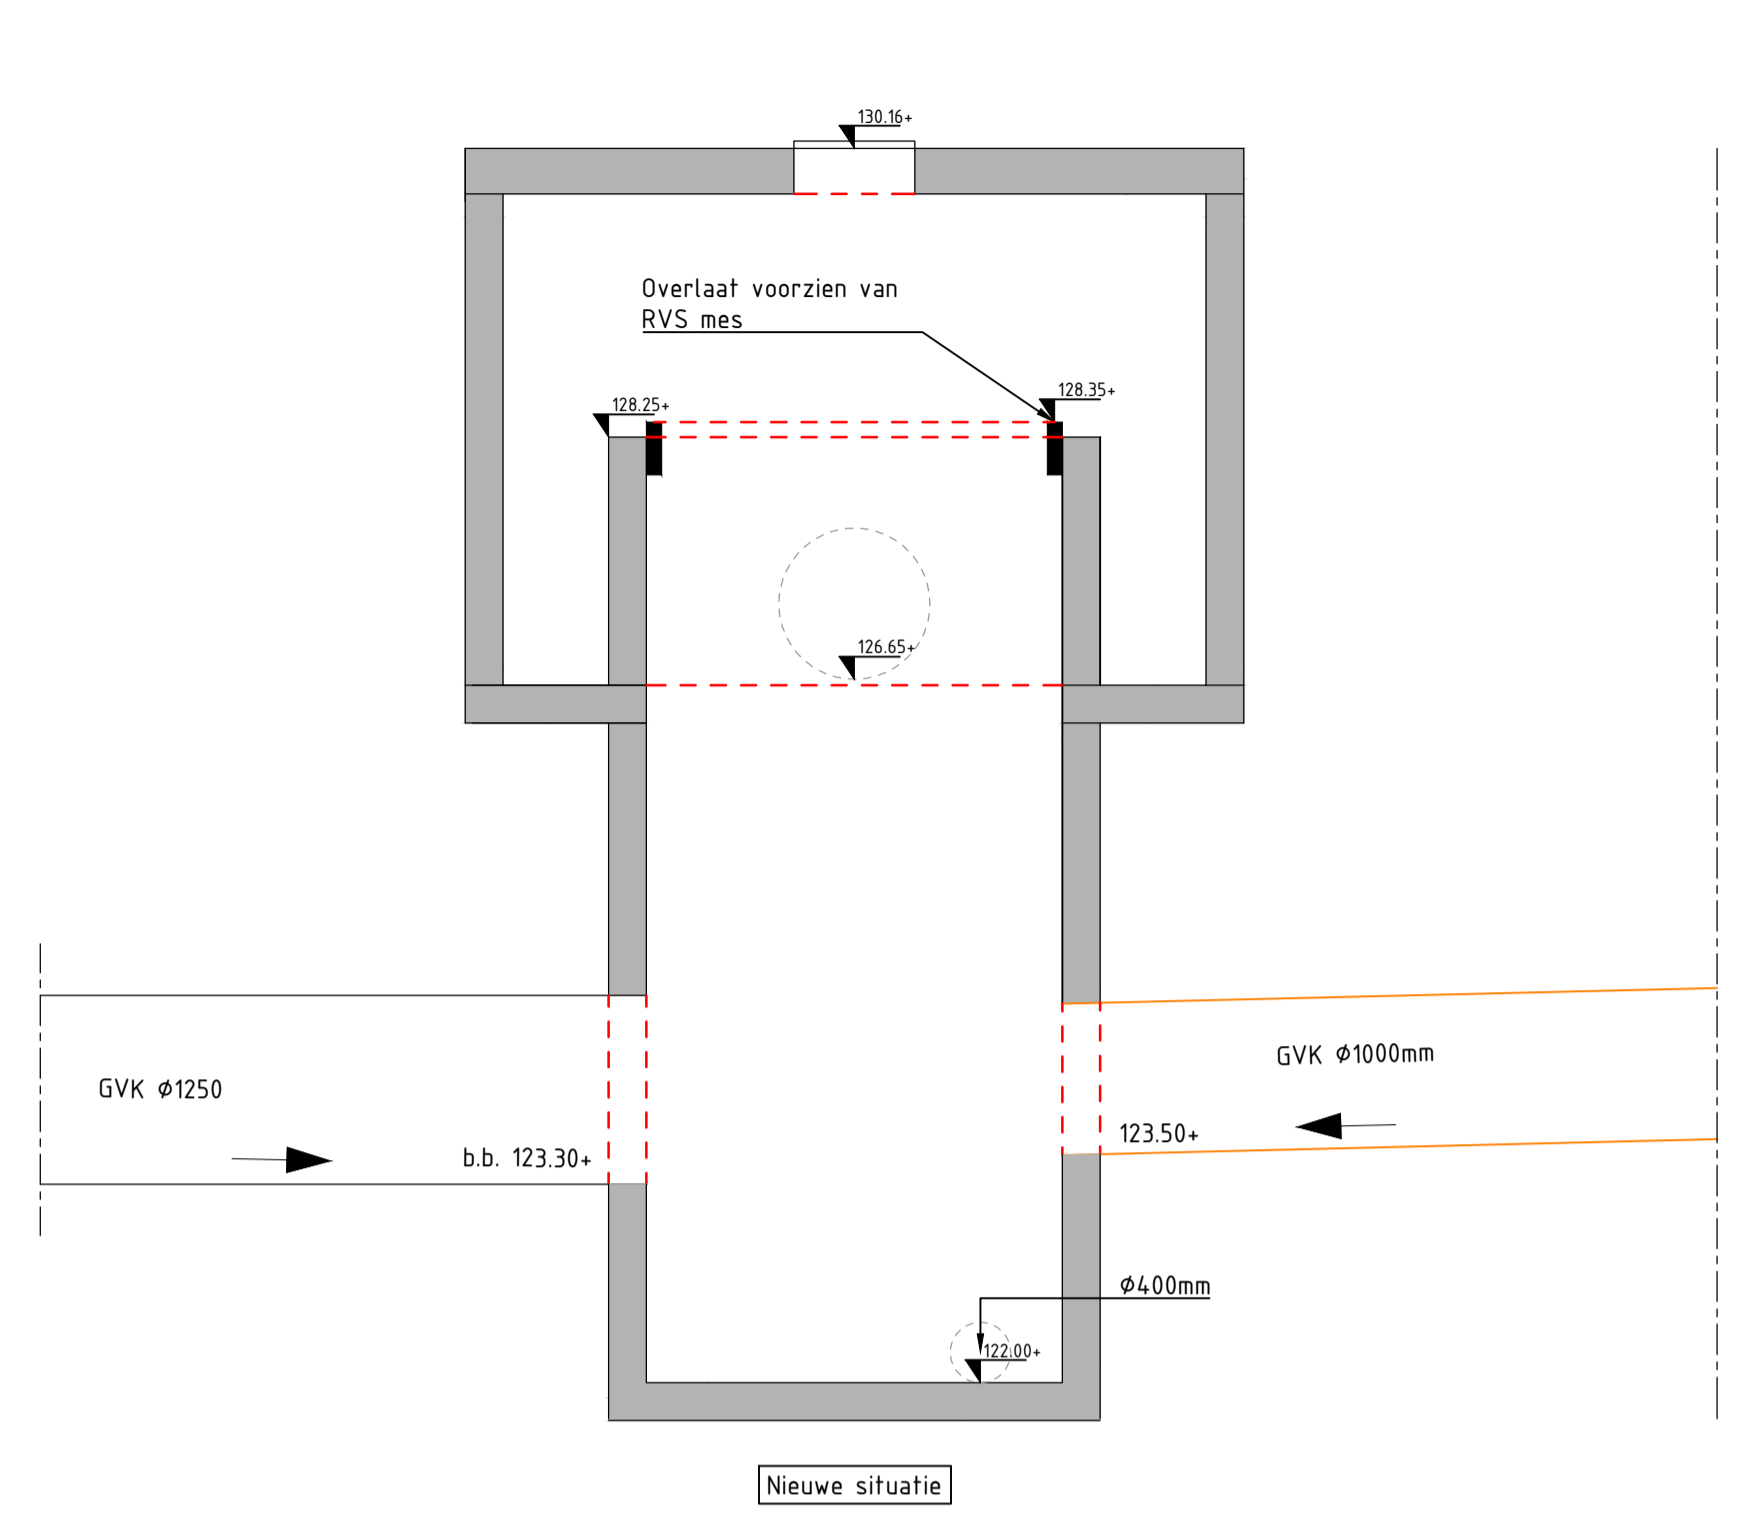 130.16+
Overlaat voorzien van
RVS mes
128.35+
128.25+
126.65+
GVK Ø1000mm
GVK Ø1250
123.50+
b.b. 123.30+
Ø400mm
122.00+
Nieuwe situatie